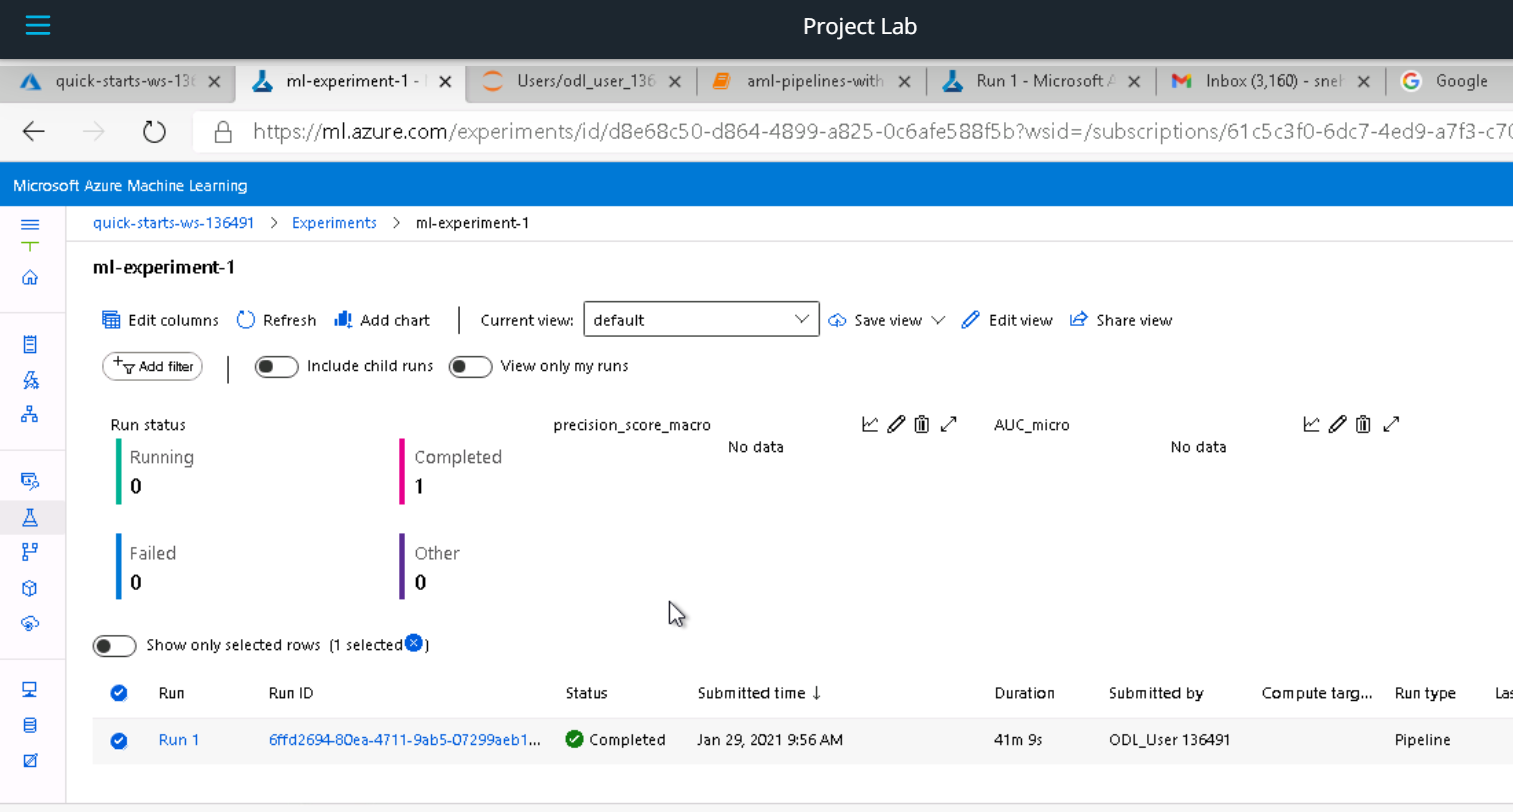 Project Lab
quick-starts-ws-136 ml-experiment-1 - Users/odl_user_136 aml-pipelines-with Run 1 - Microsoft A Inbox (3,160) - sneh Google
https://ml.azure.com/experiments/id/d8e68c50-d864-4899-a825-0c6afe588f5b?wsid=/subscriptions/61c5c3f0-6dc7-4ed9-a7f3-c70
Microsoft Azure Machine Learning
quick-starts-ws-136491 > Experiments > ml-experiment-1
ml-experiment-1
Edit columns Refresh Add chart Current view: default Save view Edit view Share view
Add filter Include child runs View only my runs
Run status precision_score_macro AUC_micro
No data No data
Running Completed
0 1
Failed Other
0 0
Show only selected rows (1 selected )
Run Run ID Status Submitted time ↓ Duration Submitted by Compute targ... Run type Las
Run 1 6ffd2694-80ea-4711-9ab5-07299aeb1... Completed Jan 29, 2021 9:56 AM 41m 9s ODL_User 136491 Pipeline